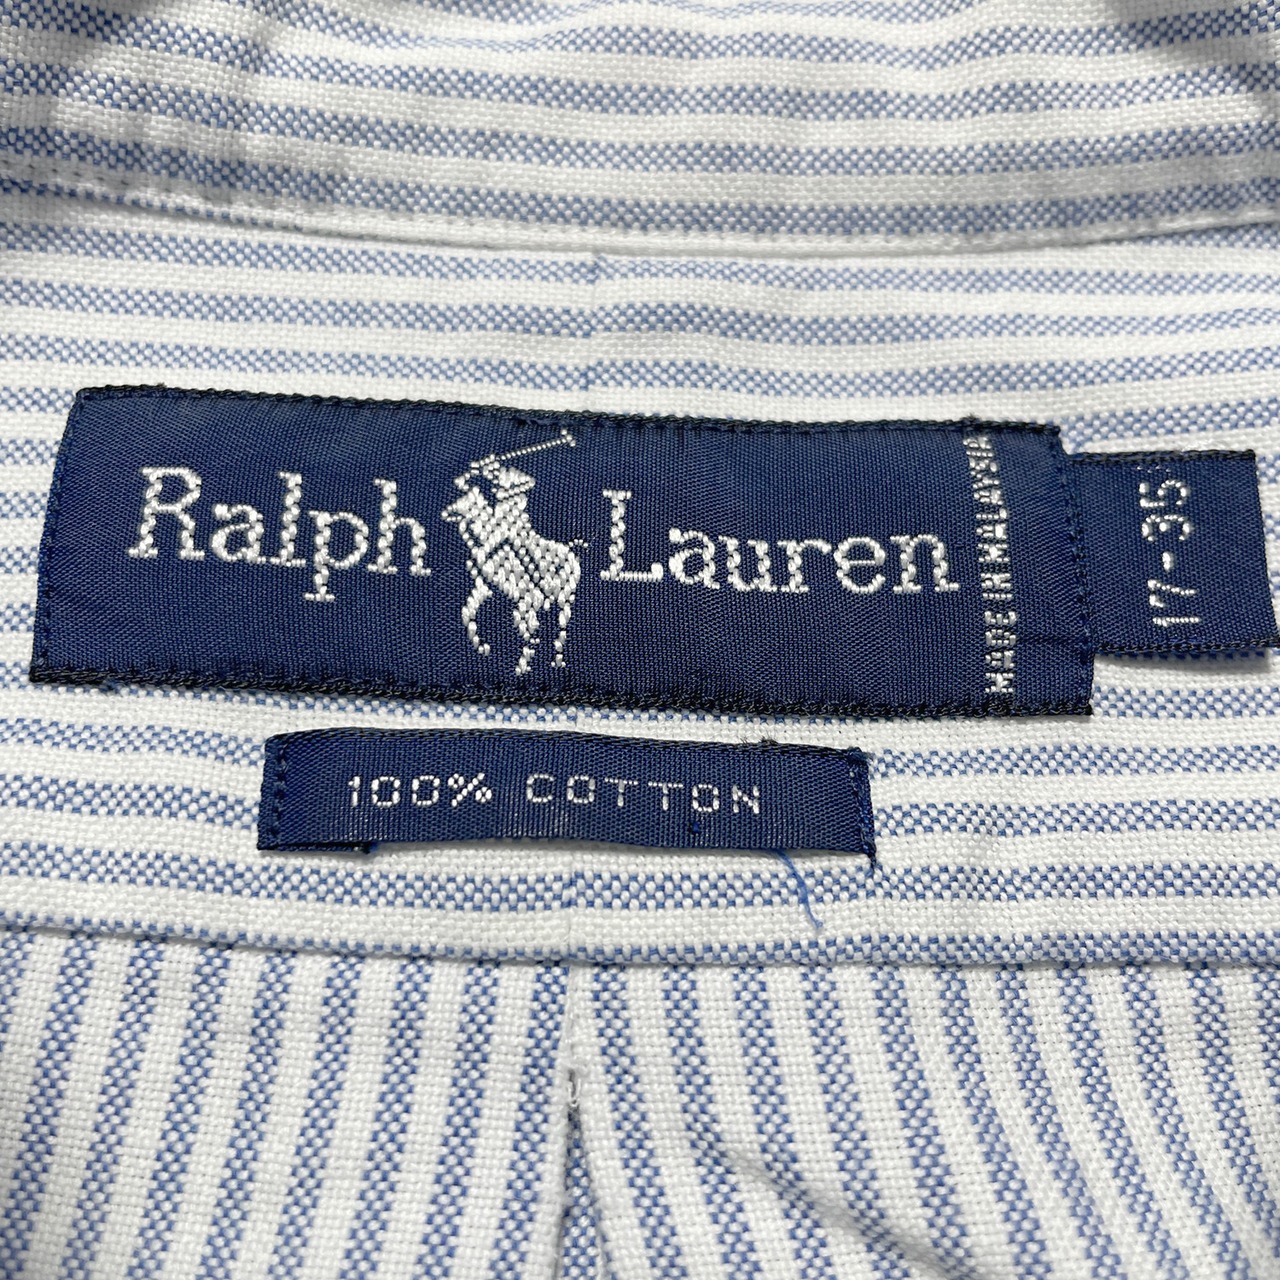 Ralph Lauren
MADE IN MALAYSIA
17-35
100% COTTON